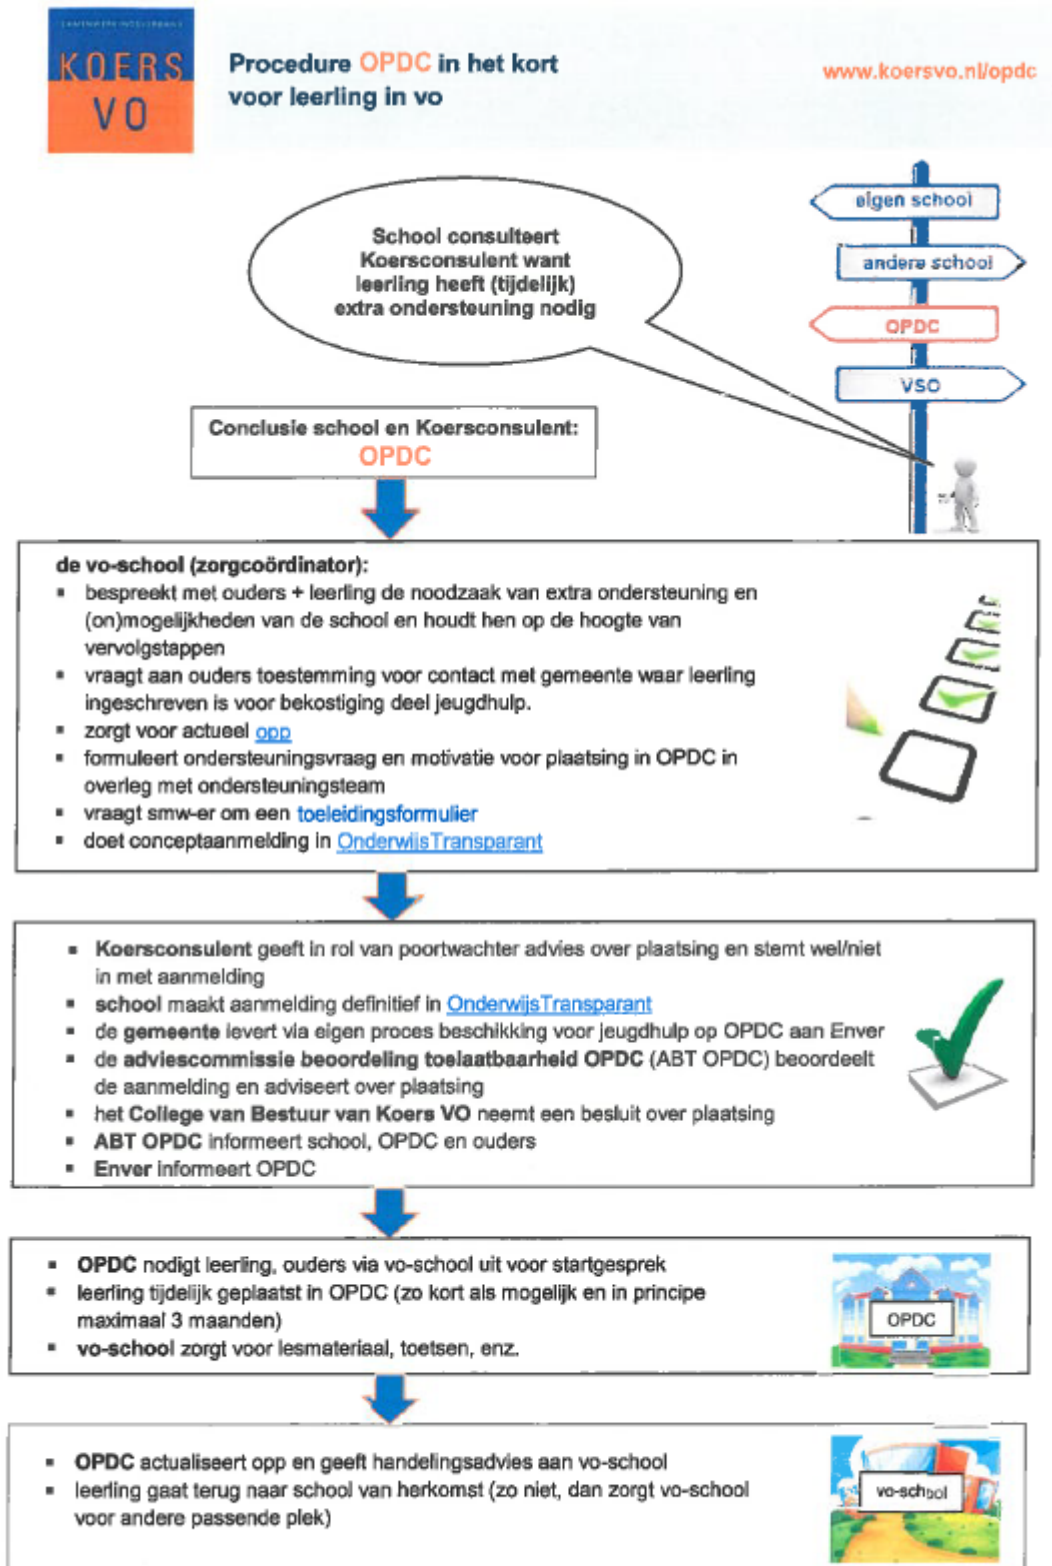 SAMENWERKINGSVERBAND
KOERS
VO
Procedure OPDC in het kort
voor leerling in vo
www.koersvo.nl/opdc
School consulteert
Koersconsulent want
leerling heeft (tijdelijk)
extra ondersteuning nodig
eigen school
andere school
OPDC
VSO
Conclusie school en Koersconsulent:
OPDC
de vo-school (zorgcoördinator):
▪ bespreekt met ouders + leerling de noodzaak van extra ondersteuning en
(on)mogelijkheden van de school en houdt hen op de hoogte van
vervolgstappen
▪ vraagt aan ouders toestemming voor contact met gemeente waar leerling
ingeschreven is voor bekostiging deel jeugdhulp.
▪ zorgt voor actueel opp
▪ formuleert ondersteuningsvraag en motivatie voor plaatsing in OPDC in
overleg met ondersteuningsteam
▪ vraagt smw-er om een toeleidingsformulier
▪ doet conceptaanmelding in OnderwijsTransparant
▪ Koersconsulent geeft in rol van poortwachter advies over plaatsing en stemt wel/niet
in met aanmelding
▪ school maakt aanmelding definitief in OnderwijsTransparant
▪ de gemeente levert via eigen proces beschikking voor jeugdhulp op OPDC aan Enver
▪ de adviescommissie beoordeling toelaatbaarheid OPDC (ABT OPDC) beoordeelt
de aanmelding en adviseert over plaatsing
▪ het College van Bestuur van Koers VO neemt een besluit over plaatsing
▪ ABT OPDC informeert school, OPDC en ouders
▪ Enver informeert OPDC
▪ OPDC nodigt leerling, ouders via vo-school uit voor startgesprek
▪ leerling tijdelijk geplaatst in OPDC (zo kort als mogelijk en in principe
maximaal 3 maanden)
▪ vo-school zorgt voor lesmateriaal, toetsen, enz.
OPDC
▪ OPDC actualiseert opp en geeft handelingsadvies aan vo-school
▪ leerling gaat terug naar school van herkomst (zo niet, dan zorgt vo-school
voor andere passende plek)
vo-school